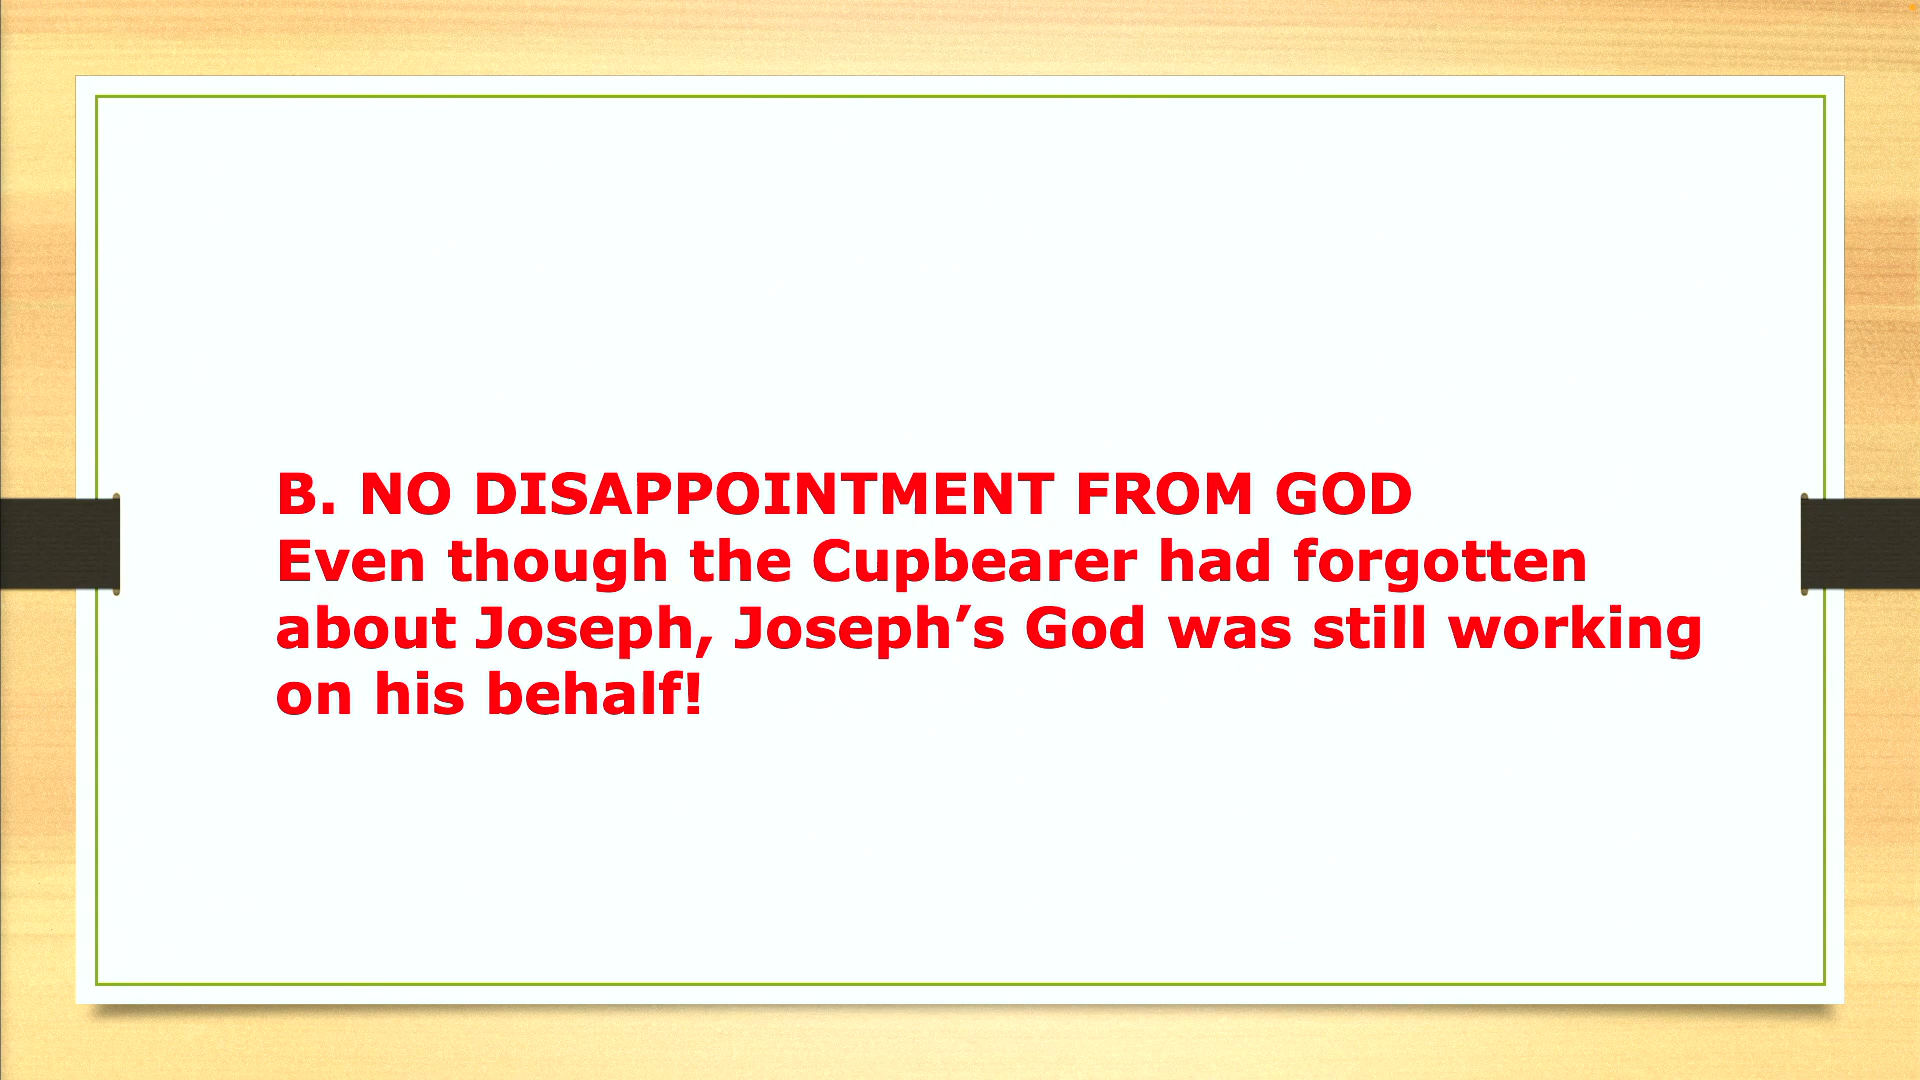 B. NO DISAPPOINTMENT FROM GOD
Even though the Cupbearer had forgotten
about Joseph, Joseph’s God was still working
on his behalf!